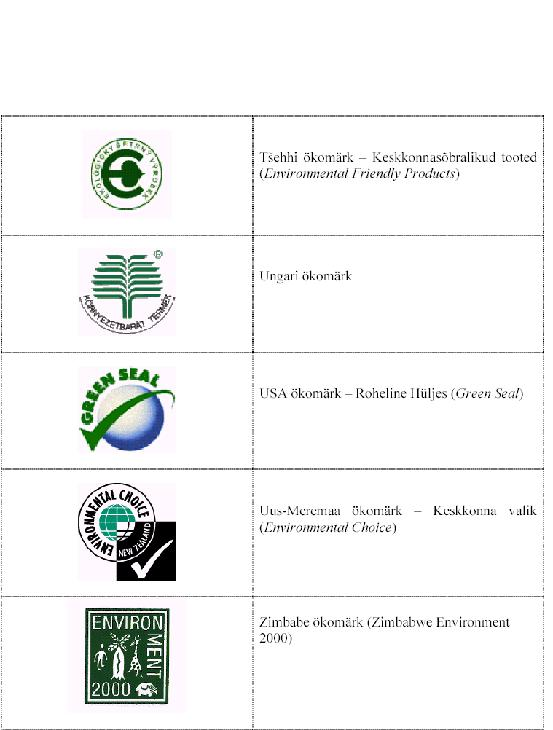 EKOLOGICKY ŠETRNÝ VÝROBEK
Tšehhi ökomärk – Keskkonnasõbralikud tooted
(Environmental Friendly Products)
®
KÖRNYEZETBARÁT TERMÉK
Ungari ökomärk
GREEN SEAL
USA ökomärk – Roheline Hüljes (Green Seal)
ENVIRONMENTAL CHOICE
NEW ZEALAND
Uus-Meremaa ökomärk – Keskkonna valik
(Environmental Choice)
ENVIRON
MENT
2000
Zimbabe ökomärk (Zimbabwe Environment
2000)